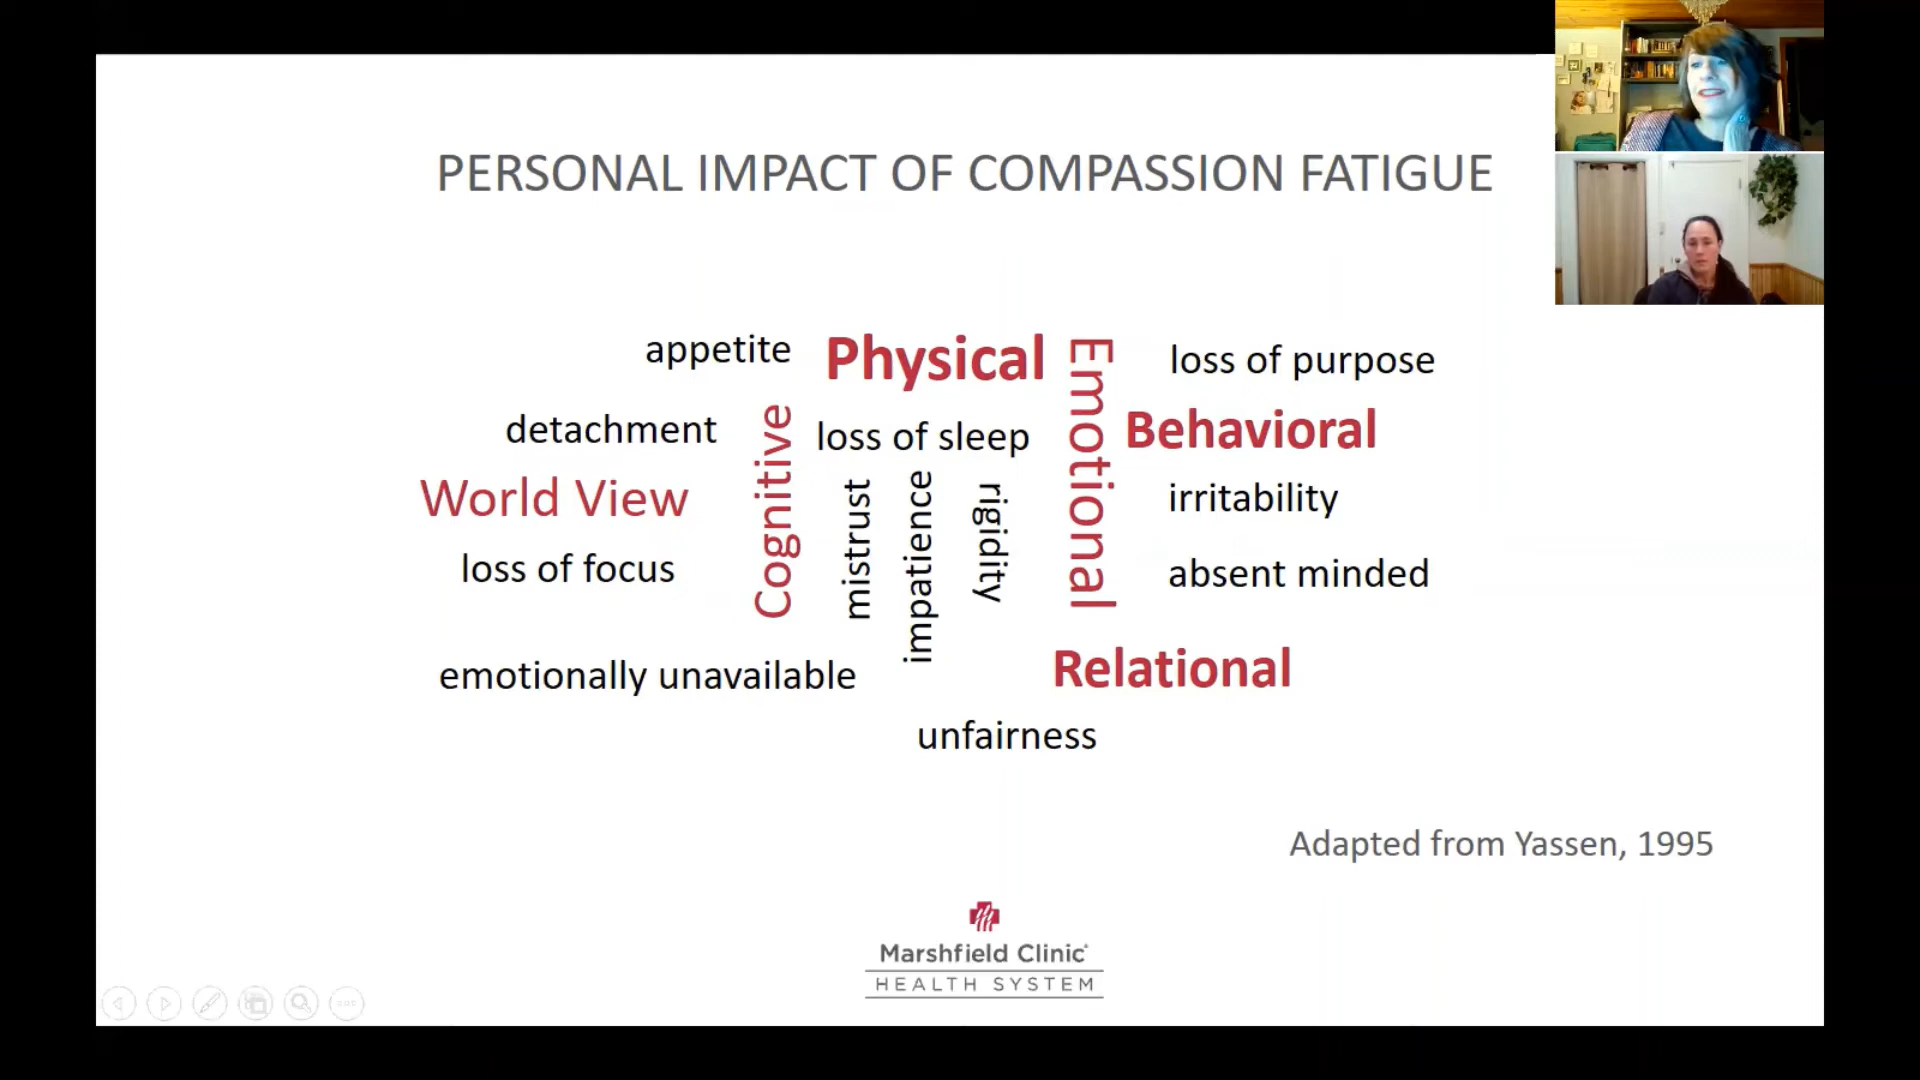 PERSONAL IMPACT OF COMPASSION FATIGUE
appetite
Physical
Emotional
loss of purpose
detachment
Cognitive
loss of sleep
Behavioral
World View
mistrust
impatience
rigidity
irritability
loss of focus
absent minded
emotionally unavailable
Relational
unfairness
Adapted from Yassen, 1995
Marshfield Clinic
HEALTH SYSTEM